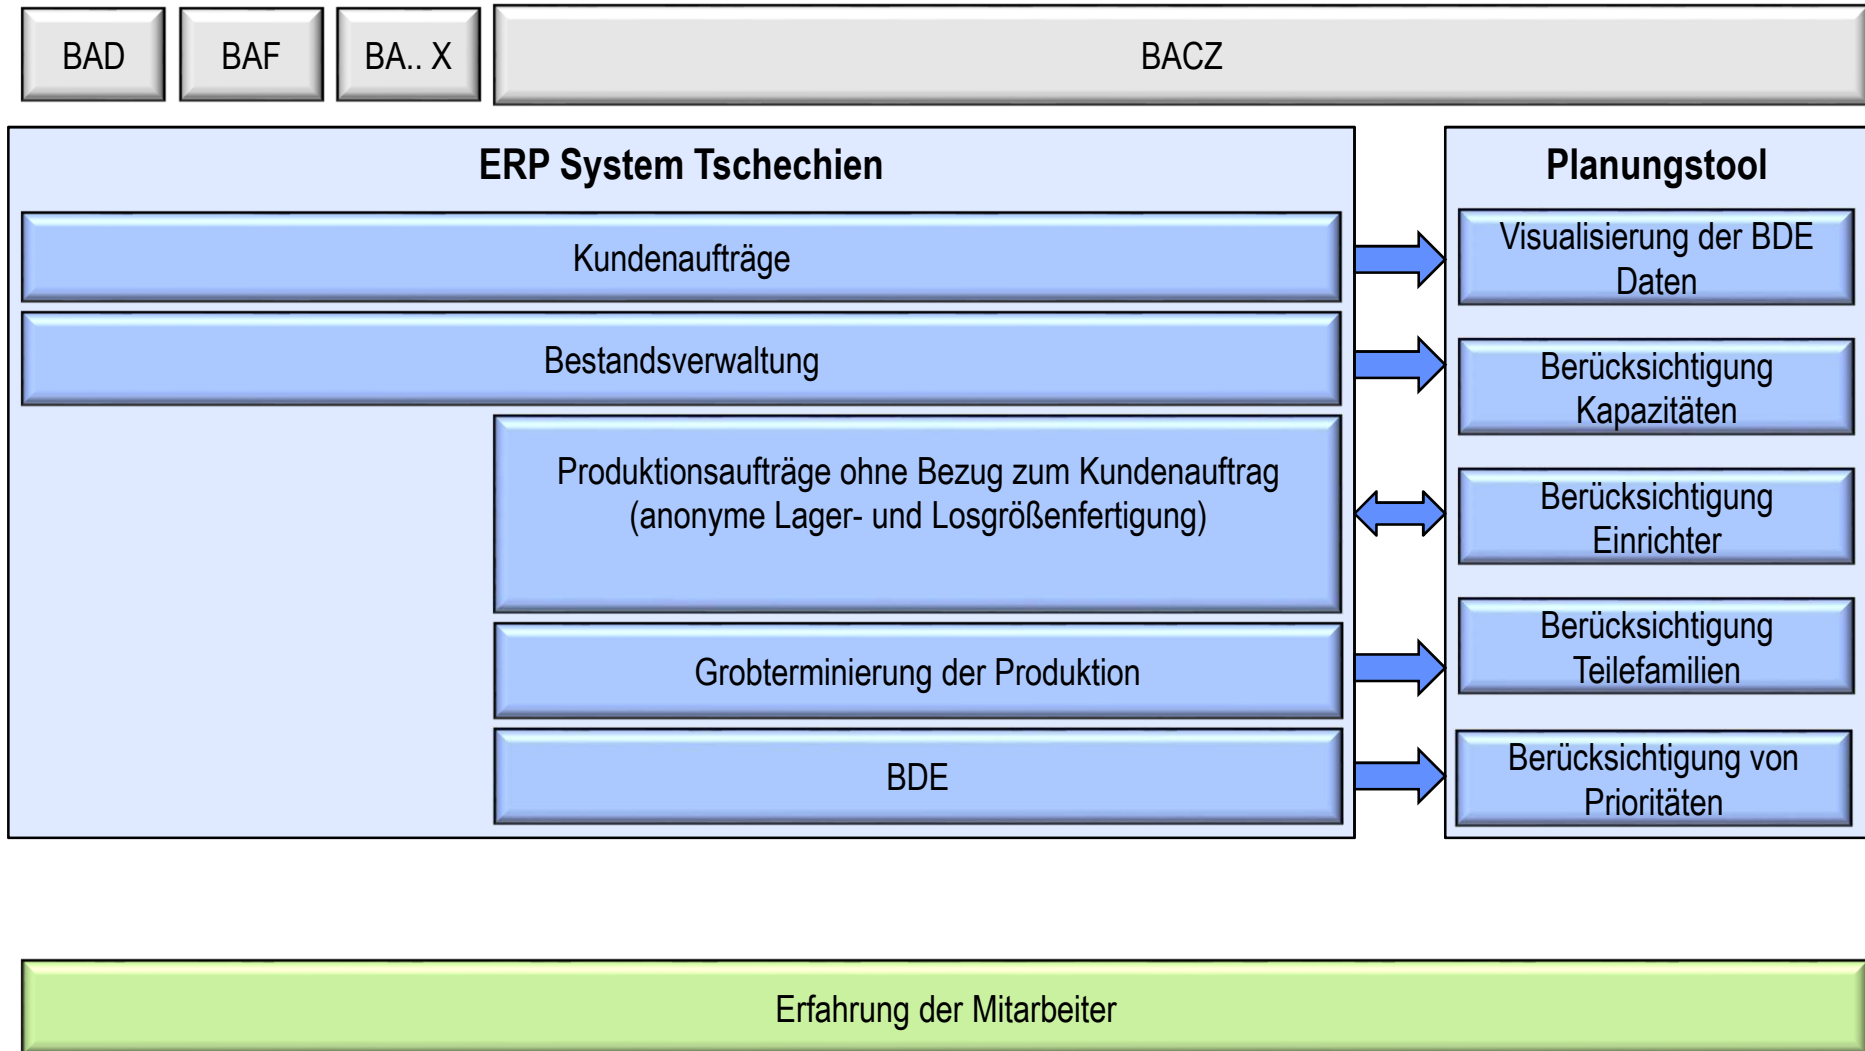 BAD
BAF
BA.. X
BACZ
ERP System Tschechien
Kundenaufträge
Bestandsverwaltung
Produktionsaufträge ohne Bezug zum Kundenauftrag
(anonyme Lager- und Losgrößenfertigung)
Grobterminierung der Produktion
BDE
Planungstool
Visualisierung der BDE
Daten
Berücksichtigung
Kapazitäten
Berücksichtigung
Einrichter
Berücksichtigung
Teilefamilien
Berücksichtigung von
Prioritäten
Erfahrung der Mitarbeiter